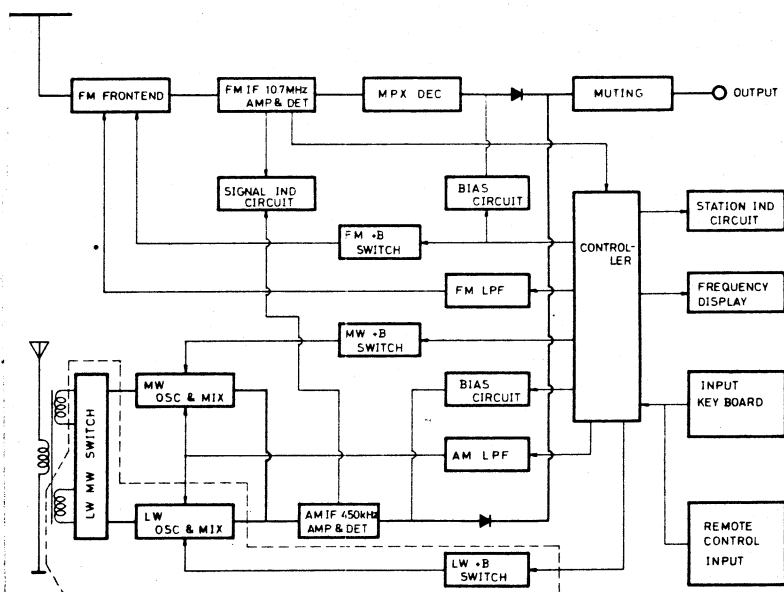 FM FRONTEND
FM IF 10.7MHz
AMP & DET
MPX DEC
MUTING
OUTPUT
SIGNAL IND
CIRCUIT
BIAS
CIRCUIT
STATION IND
CIRCUIT
FM +B
SWITCH
CONTROL-
LER
FM LPF
FREQUENCY
DISPLAY
MW +B
SWITCH
MW
OSC & MIX
BIAS
CIRCUIT
INPUT
KEY BOARD
LW MW SWITCH
AM LPF
LW
OSC & MIX
AM IF 450kHz
AMP & DET
REMOTE
CONTROL
INPUT
LW +B
SWITCH